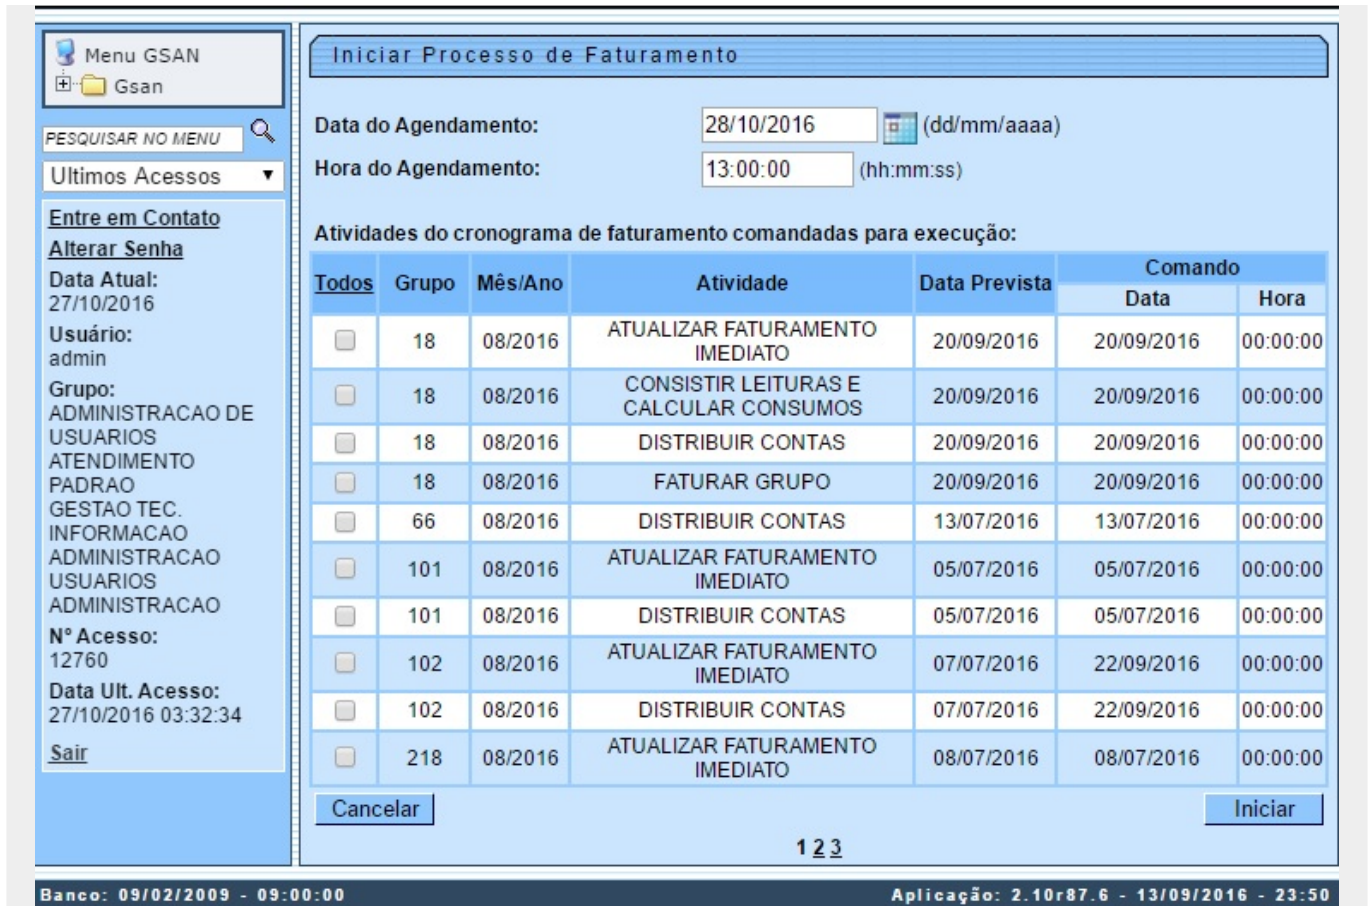 Menu GSAN
Gsan
PESQUISAR NO MENU
Ultimos Acessos
Entre em Contato
Alterar Senha
Data Atual:
27/10/2016
Usuário:
admin
Grupo:
ADMINISTRACAO DE
USUARIOS
ATENDIMENTO
PADRAO
GESTAO TEC.
INFORMACAO
ADMINISTRACAO
USUARIOS
ADMINISTRACAO
Nº Acesso:
12760
Data Ult. Acesso:
27/10/2016 03:32:34
Sair
Iniciar Processo de Faturamento
Data do Agendamento: 28/10/2016 (dd/mm/aaaa)
Hora do Agendamento: 13:00:00 (hh:mm:ss)
Atividades do cronograma de faturamento comandadas para execução:
Todos Grupo Mês/Ano Atividade Data Prevista Comando
Data Hora
18 08/2016 ATUALIZAR FATURAMENTO IMEDIATO 20/09/2016 20/09/2016 00:00:00
18 08/2016 CONSISTIR LEITURAS E CALCULAR CONSUMOS 20/09/2016 20/09/2016 00:00:00
18 08/2016 DISTRIBUIR CONTAS 20/09/2016 20/09/2016 00:00:00
18 08/2016 FATURAR GRUPO 20/09/2016 20/09/2016 00:00:00
66 08/2016 DISTRIBUIR CONTAS 13/07/2016 13/07/2016 00:00:00
101 08/2016 ATUALIZAR FATURAMENTO IMEDIATO 05/07/2016 05/07/2016 00:00:00
101 08/2016 DISTRIBUIR CONTAS 05/07/2016 05/07/2016 00:00:00
102 08/2016 ATUALIZAR FATURAMENTO IMEDIATO 07/07/2016 22/09/2016 00:00:00
102 08/2016 DISTRIBUIR CONTAS 07/07/2016 22/09/2016 00:00:00
218 08/2016 ATUALIZAR FATURAMENTO IMEDIATO 08/07/2016 08/07/2016 00:00:00
Cancelar Iniciar
1 2 3
Banco: 09/02/2009 - 09:00:00 Aplicação: 2.10r87.6 - 13/09/2016 - 23:50